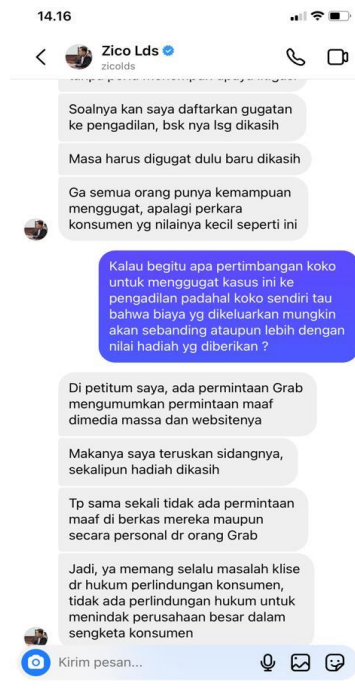 14.16
Zico Lds
zicolds
Soalnya kan saya daftarkan gugatan
ke pengadilan, bsk nya lsg dikasih
Masa harus digugat dulu baru dikasih
Ga semua orang punya kemampuan
menggugat, apalagi perkara
konsumen yg nilainya kecil seperti ini
Kalau begitu apa pertimbangan koko
untuk menggugat kasus ini ke
pengadilan padahal koko sendiri tau
bahwa biaya yg dikeluarkan mungkin
akan sebanding ataupun lebih dengan
nilai hadiah yg diberikan ?
Di petitum saya, ada permintaan Grab
mengumumkan permintaan maaf
dimedia massa dan websitenya
Makanya saya teruskan sidangnya,
sekalipun hadiah dikasih
Tp sama sekali tidak ada permintaan
maaf di berkas mereka maupun
secara personal dr orang Grab
Jadi, ya memang selalu masalah klise
dr hukum perlindungan konsumen,
tidak ada perlindungan hukum untuk
menindak perusahaan besar dalam
sengketa konsumen
Kirim pesan...